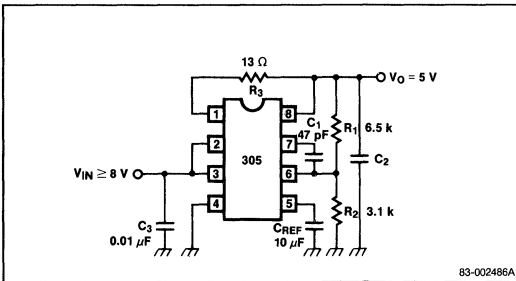 13 Ω
R3
VO = 5 V
1
8
C1
47 pF
R1
6.5 k
2
7
C2
305
VIN ≥ 8 V
3
6
4
5
R2
3.1 k
C3
0.01 µF
CREF
10 µF
83-002486A